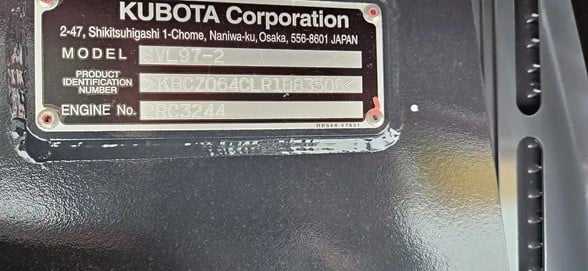 KUBOTA Corporation
2-47, Shikitsuhigashi 1-Chome, Naniwa-ku, Osaka, 556-8601 JAPAN
MODEL SVL97-2
PRODUCT
IDENTIFICATION
NUMBER
ENGINE No. 2RC3244